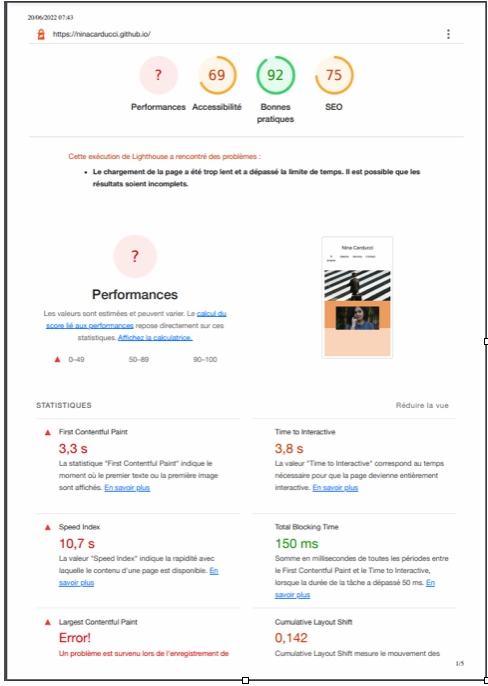 20/06/2022 07:43
https://ninacarducci.github.io/
?
69
92
75
Performances
Accessibilité
Bonnes pratiques
SEO
Cette exécution de Lighthouse a rencontré des problèmes :
• Le chargement de la page a été trop lent et a dépassé la limite de temps. Il est possible que les
résultats soient incomplets.
?
Nina Carducci
Performances
Les valeurs sont estimées et peuvent varier. Le calcul du
score lié aux performances repose directement sur ces
statistiques. Affichez la calculatrice.
0–49
50–89
90–100
STATISTIQUES
Réduire la vue
First Contentful Paint
3,3 s
La statistique "First Contentful Paint" indique le
moment où le premier texte ou la première image
sont affichés. En savoir plus
Time to Interactive
3,8 s
La valeur "Time to Interactive" correspond au temps
nécessaire pour que la page devienne entièrement
interactive. En savoir plus
Speed Index
10,7 s
La valeur "Speed Index" indique la rapidité avec
laquelle le contenu d'une page est disponible. En
savoir plus
Total Blocking Time
150 ms
Somme en millisecondes de toutes les périodes entre
le First Contentful Paint et le Time to Interactive,
lorsque la durée de la tâche a dépassé 50 ms. En
savoir plus
Largest Contentful Paint
Error!
Un problème est survenu lors de l'enregistrement de
Cumulative Layout Shift
0,142
Cumulative Layout Shift mesure le mouvement des
1/5